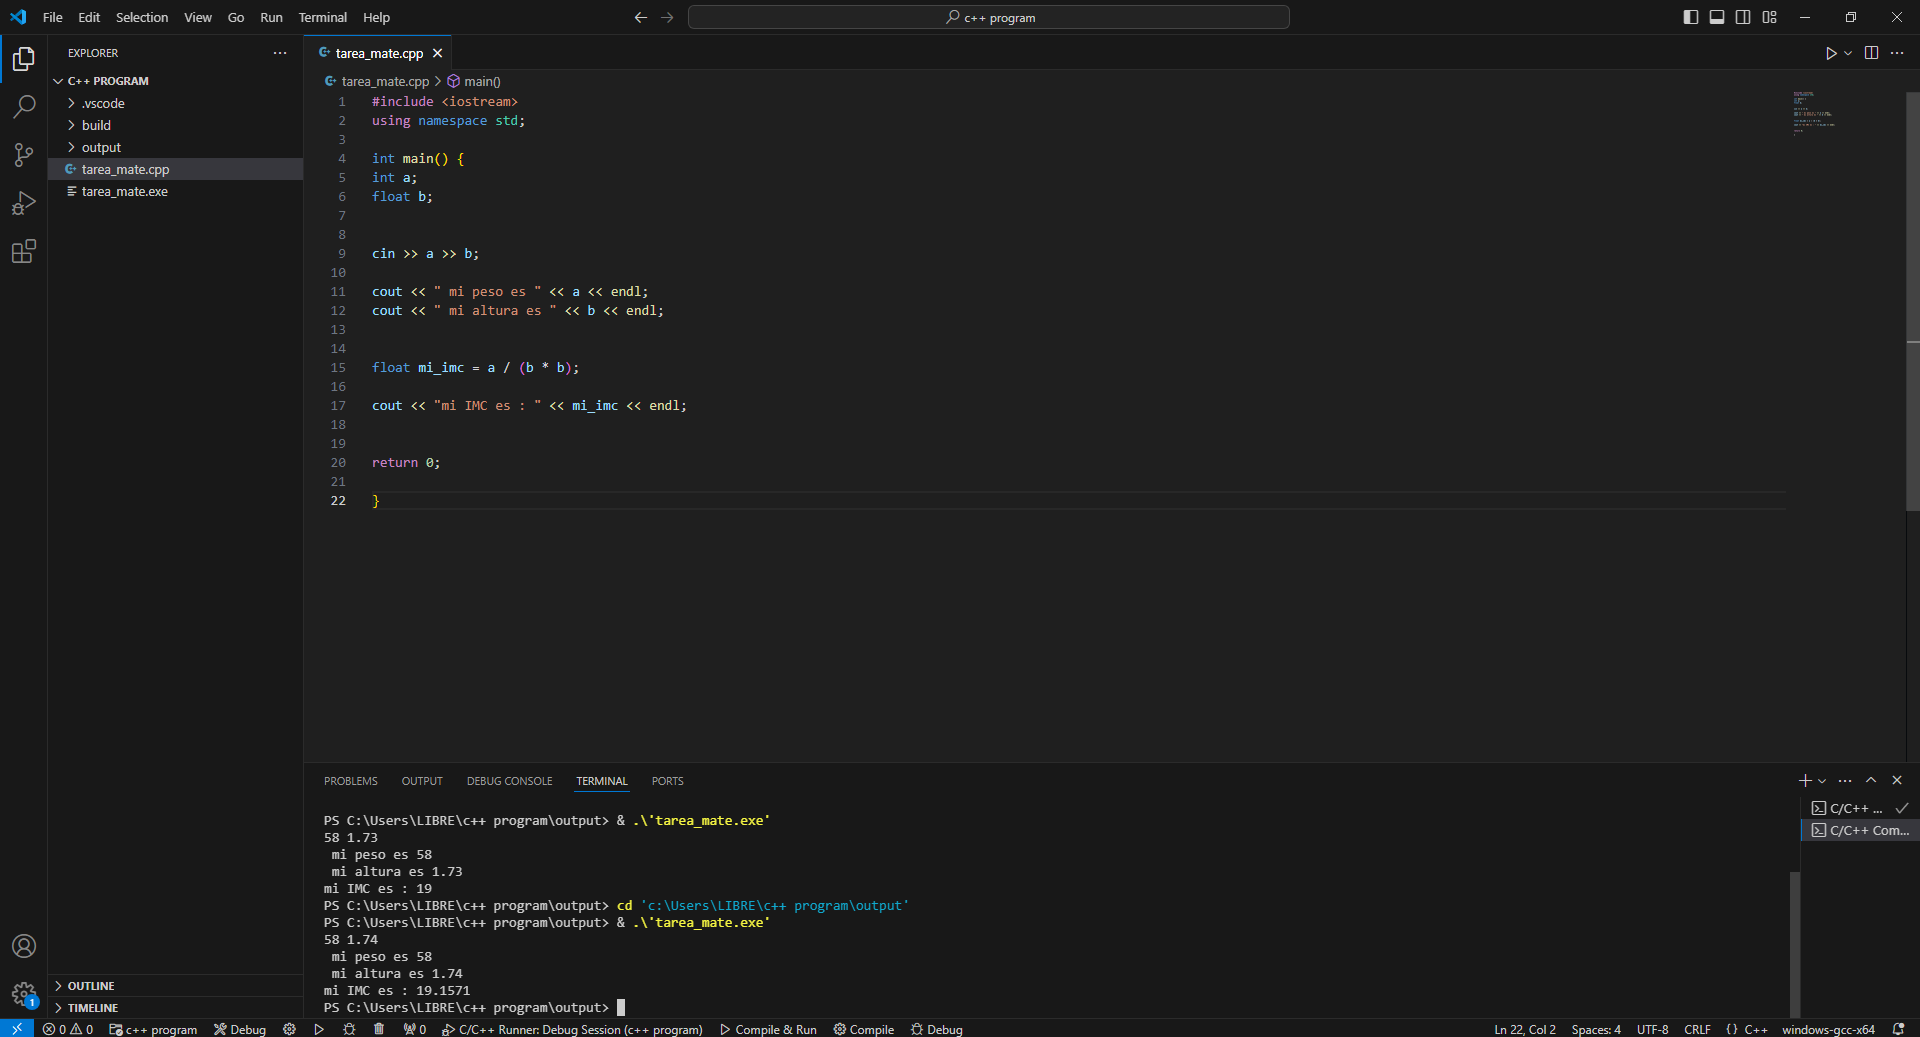 File Edit Selection View Go Run Terminal Help
c++ program
EXPLORER
C++ PROGRAM
.vscode
build
output
tarea_mate.cpp
tarea_mate.exe
OUTLINE
TIMELINE
tarea_mate.cpp
tarea_mate.cpp > main()
1 #include <iostream>
2 using namespace std;
3
4 int main() {
5 int a;
6 float b;
7
8
9 cin >> a >> b;
10
11 cout << " mi peso es " << a << endl;
12 cout << " mi altura es " << b << endl;
13
14
15 float mi_imc = a / (b * b);
16
17 cout << "mi IMC es : " << mi_imc << endl;
18
19
20 return 0;
21
22 }
PROBLEMS OUTPUT DEBUG CONSOLE TERMINAL PORTS
PS C:\Users\LIBRE\c++ program\output> & .\'tarea_mate.exe'
58 1.73
mi peso es 58
mi altura es 1.73
mi IMC es : 19
PS C:\Users\LIBRE\c++ program\output> cd 'c:\Users\LIBRE\c++ program\output'
PS C:\Users\LIBRE\c++ program\output> & .\'tarea_mate.exe'
58 1.74
mi peso es 58
mi altura es 1.74
mi IMC es : 19.1571
PS C:\Users\LIBRE\c++ program\output>
C/C++ ...
C/C++ Com...
1
0 0 c++ program Debug 0 C/C++ Runner: Debug Session (c++ program) Compile & Run Compile Debug Ln 22, Col 2 Spaces: 4 UTF-8 CRLF {} C++ windows-gcc-x64